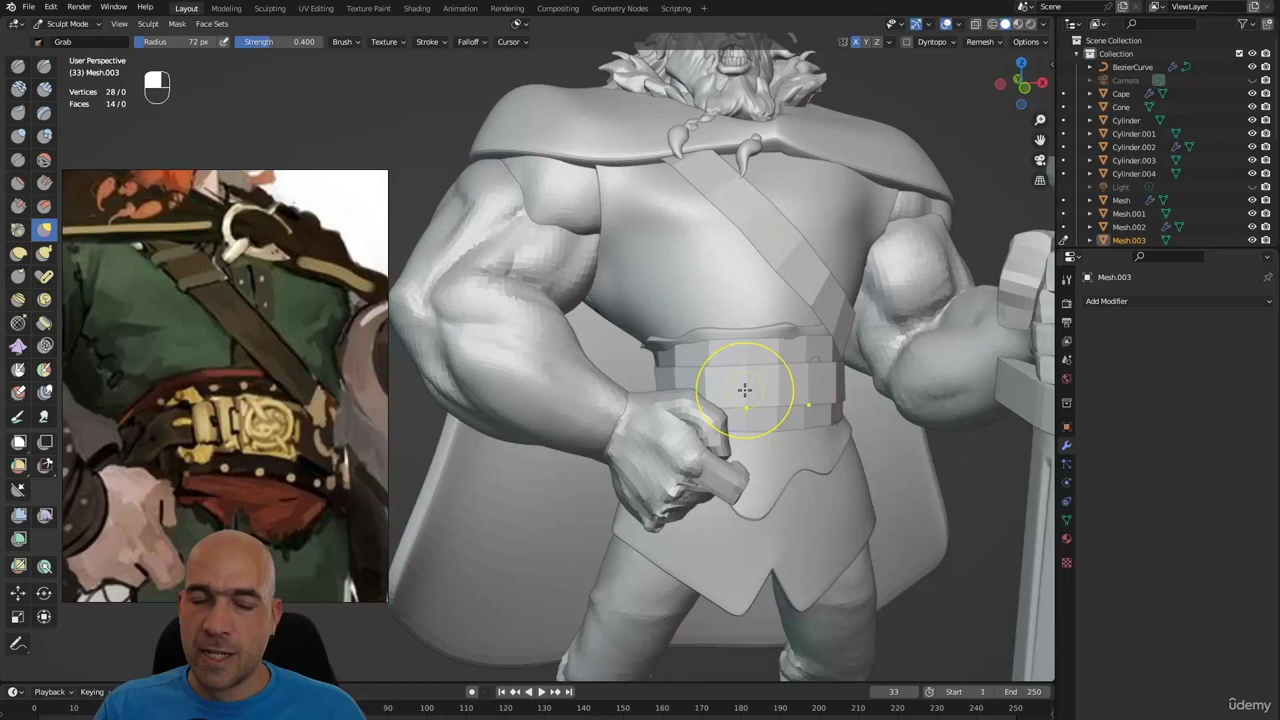 File Edit Render Window Help Layout Modeling Sculpting UV Editing Texture Paint Shading Animation Rendering Compositing Geometry Nodes Scripting Scene ViewLayer
Sculpt Mode View Sculpt Mask Face Sets
Grab Radius 72 px Strength 0.400 Brush Texture Stroke Falloff Cursor X Y Z Dyntopo Remesh Options
User Perspective
(33) Mesh.003
Vertices 28/0
Faces 14/0
Scene Collection
Collection
BezierCurve
Camera
Cape
Cone
Cylinder
Cylinder.001
Cylinder.002
Cylinder.003
Cylinder.004
Light
Mesh
Mesh.001
Mesh.002
Mesh.003
Mesh.003
Add Modifier
Playback Keying 33 Start 1 End 250
0 10 50 60 70 80 90 100 110 120 130 140 150 160 170 180 190 200 210 220 230 240 250
ûdemy